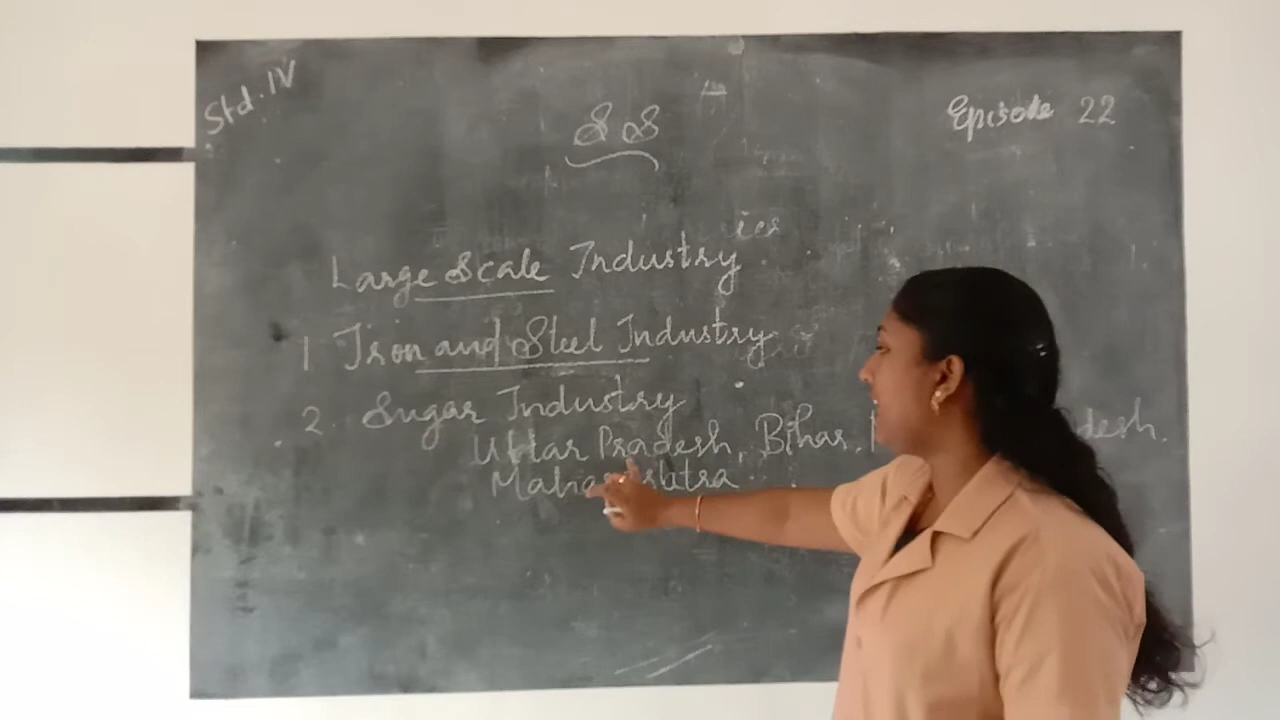 Std. IV
SS
Episode 22
Large Scale Industry ies
1 Iron and Steel Industry
2. Sugar Industry
Uttar Pradesh, Bihar,
Maharashtra